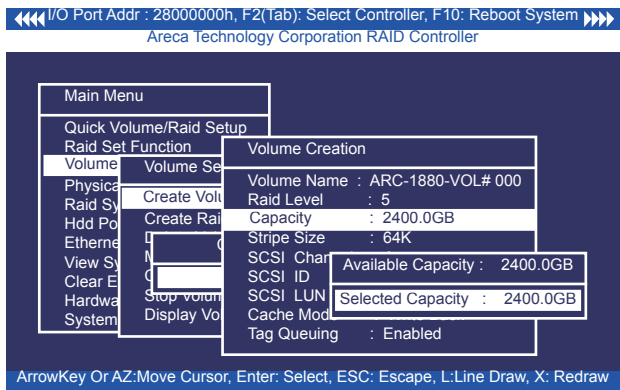 I/O Port Addr : 28000000h, F2(Tab): Select Controller, F10: Reboot System
Areca Technology Corporation RAID Controller
Main Menu
Quick Volume/Raid Setup
Raid Set Function
Volume
Physica
Raid Sy
Hdd Po
Etherne
View Sy
Clear E
Hardwa
System
Volume Se
Create Volu
Create Rai
Stop Volum
Display Vo
Volume Creation
Volume Name : ARC-1880-VOL# 000
Raid Level : 5
Capacity : 2400.0GB
Stripe Size : 64K
SCSI Chan
SCSI ID
SCSI LUN
Cache Mod
Tag Queuing : Enabled
Available Capacity : 2400.0GB
Selected Capacity : 2400.0GB
ArrowKey Or AZ:Move Cursor, Enter: Select, ESC: Escape, L:Line Draw, X: Redraw